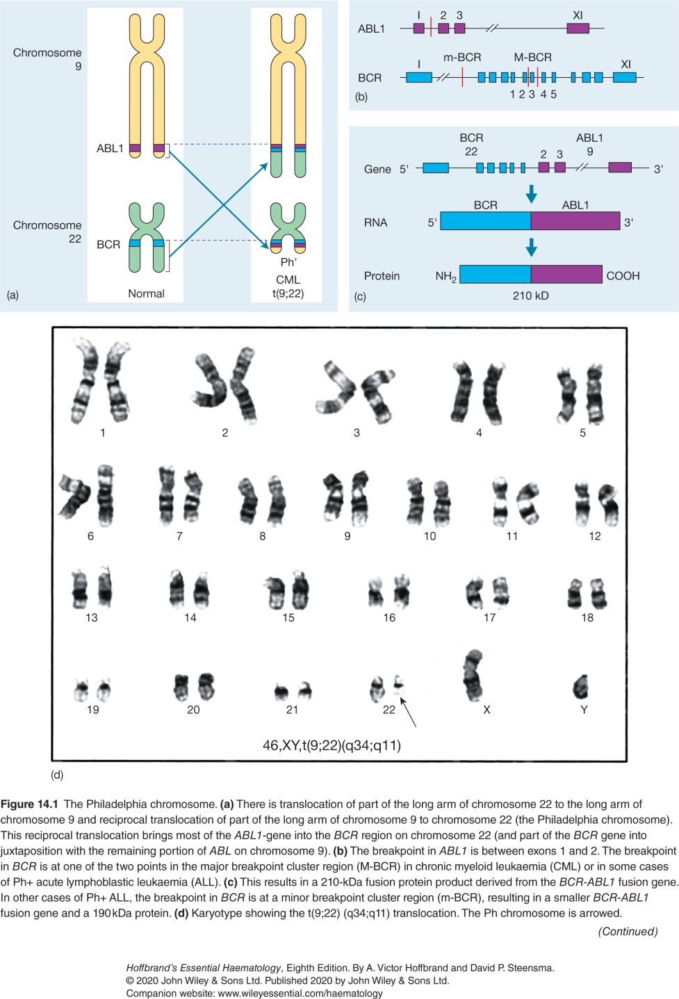 Chromosome
9
ABL1
Chromosome
22
BCR
Normal
Ph'
CML
t(9;22)
(a)
ABL1
I
2
3
XI
BCR
I
m-BCR
M-BCR
XI
1 2 3 4 5
(b)
BCR
22
ABL1
9
Gene 5'
2
3
3'
BCR
ABL1
RNA
5'
3'
Protein
NH2
COOH
210 kD
(c)
1
2
3
4
5
6
7
8
9
10
11
12
13
14
15
16
17
18
19
20
21
22
X
Y
46,XY,t(9;22)(q34;q11)
(d)
Figure 14.1 The Philadelphia chromosome. (a) There is translocation of part of the long arm of chromosome 22 to the long arm of
chromosome 9 and reciprocal translocation of part of the long arm of chromosome 9 to chromosome 22 (the Philadelphia chromosome).
This reciprocal translocation brings most of the ABL1-gene into the BCR region on chromosome 22 (and part of the BCR gene into
juxtaposition with the remaining portion of ABL on chromosome 9). (b) The breakpoint in ABL1 is between exons 1 and 2. The breakpoint
in BCR is at one of the two points in the major breakpoint cluster region (M-BCR) in chronic myeloid leukaemia (CML) or in some cases
of Ph+ acute lymphoblastic leukaemia (ALL). (c) This results in a 210-kDa fusion protein product derived from the BCR-ABL1 fusion gene.
In other cases of Ph+ ALL, the breakpoint in BCR is at a minor breakpoint cluster region (m-BCR), resulting in a smaller BCR-ABL1
fusion gene and a 190 kDa protein. (d) Karyotype showing the t(9;22) (q34;q11) translocation. The Ph chromosome is arrowed.
(Continued)
Hoffbrand's Essential Haematology, Eighth Edition. By A. Victor Hoffbrand and David P. Steensma.
© 2020 John Wiley & Sons Ltd. Published 2020 by John Wiley & Sons Ltd.
Companion website: www.wileyessential.com/haematology